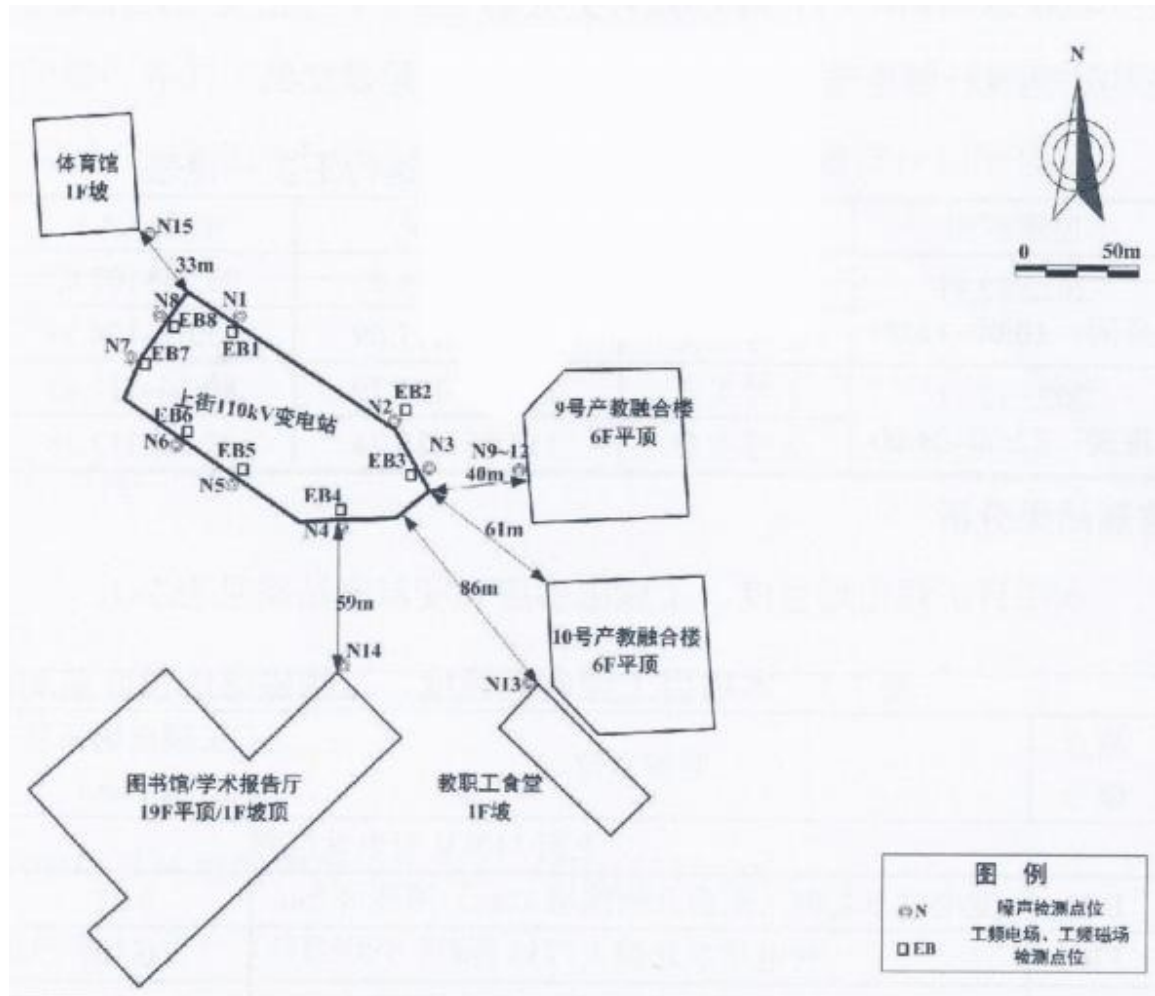 N
0 50m
体育馆
1F坡
N15
33m
N8
N1
EB8
EB1
N7
EB7
上街110kV变电站
EB2
N2
9号产教融合楼
6F平顶
EB6
N6
EB5
N5
EB3
N3
N9~12
40m
EB4
N4
61m
86m
59m
N14
10号产教融合楼
6F平顶
N13
图书馆/学术报告厅
19F平顶/1F坡顶
教职工食堂
1F坡
图 例
N 噪声检测点位
EB 工频电场、工频磁场
检测点位